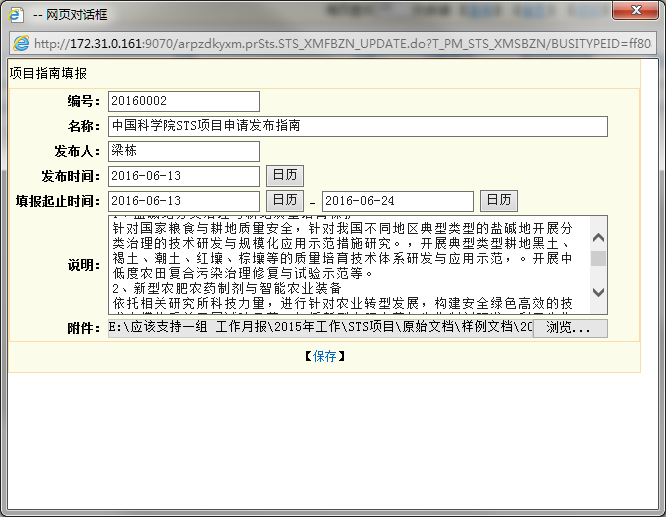 -- 网页对话框
http://172.31.0.161:9070/arpzdkyxm.prSts.STS_XMFBZN_UPDATE.do?T_PM_STS_XMSBZN/BUSITYPEID=ff80
项目指南填报
编号： 20160002
名称： 中国科学院STS项目申请发布指南
发布人： 梁栋
发布时间： 2016-06-13 日历
填报起止时间： 2016-06-13 日历 - 2016-06-24 日历
说明：
针对国家粮食与耕地质量安全，针对我国不同地区典型类型的盐碱地开展分
类治理的技术研发与规模化应用示范措施研究。，开展典型类型耕地黑土、
褐土、潮土、红壤、棕壤等的质量培育技术体系研发与应用示范，。开展中
低度农田复合污染治理修复与试验示范等。
2、新型农肥农药制剂与智能农业装备
依托相关研究所科技力量，进行针对农业转型发展，构建安全绿色高效的技
附件： E:\应该支持一组 工作月报\2015年工作\STS项目\原始文档\样例文档\20 浏览...
【保存】